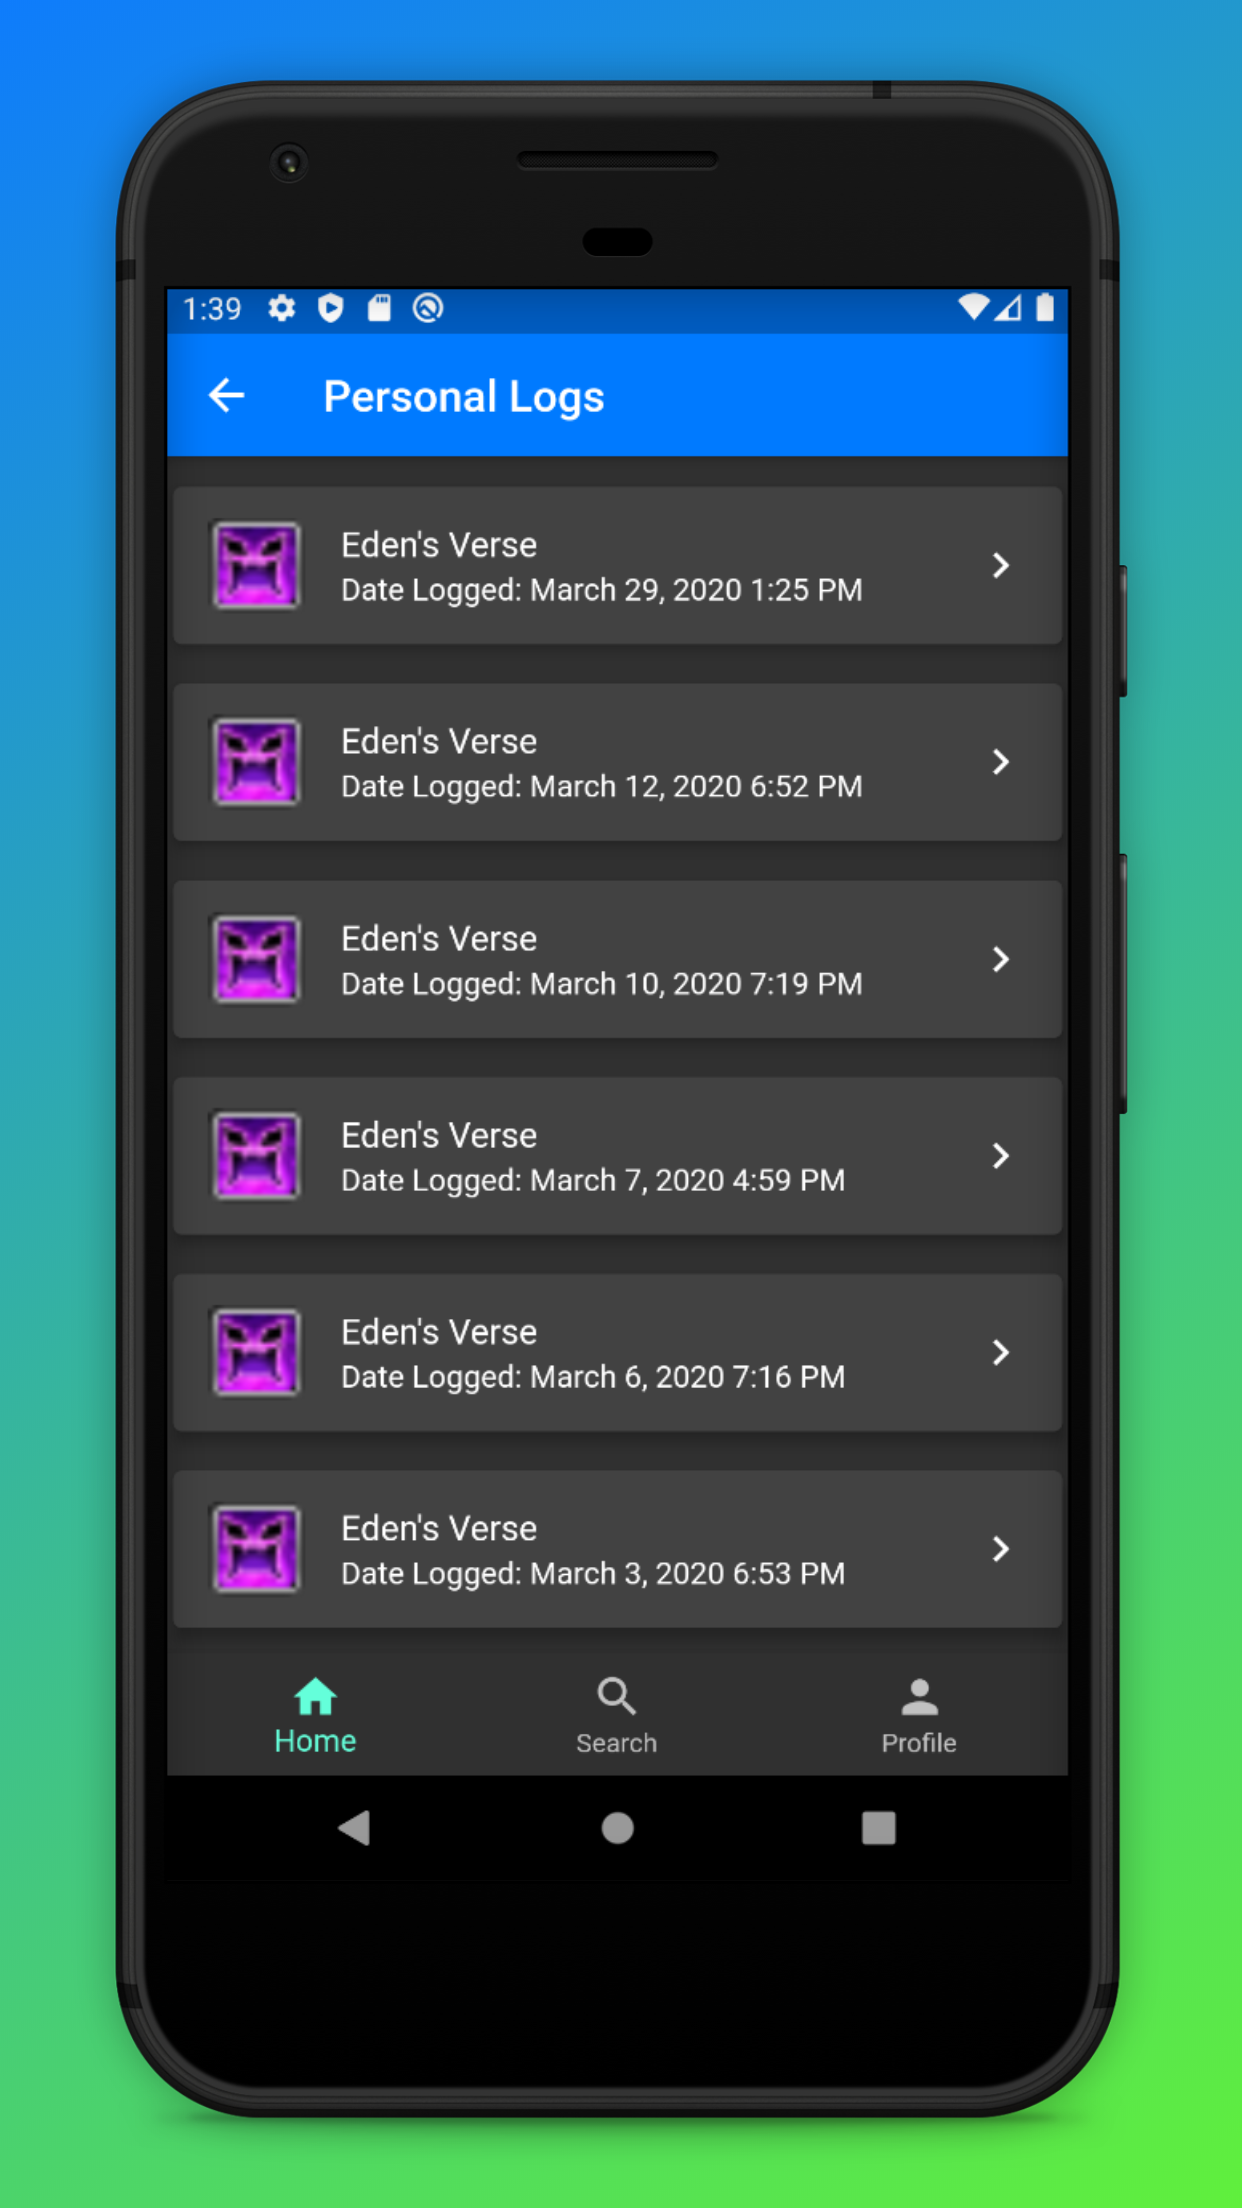 1:39
Personal Logs
Eden's Verse
Date Logged: March 29, 2020 1:25 PM
Eden's Verse
Date Logged: March 12, 2020 6:52 PM
Eden's Verse
Date Logged: March 10, 2020 7:19 PM
Eden's Verse
Date Logged: March 7, 2020 4:59 PM
Eden's Verse
Date Logged: March 6, 2020 7:16 PM
Eden's Verse
Date Logged: March 3, 2020 6:53 PM
Home
Search
Profile